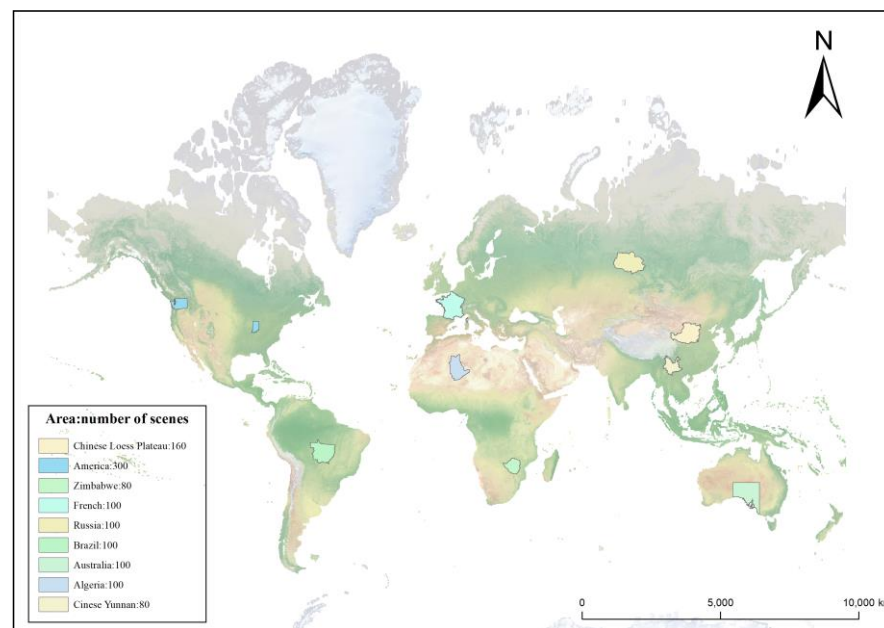 N
Area:number of scenes
Chinese Loess Plateau:160
America:300
Zimbabwe:80
French:100
Russia:100
Brazil:100
Australia:100
Algeria:100
Cinese Yunnan:80
0 5,000 10,000 km